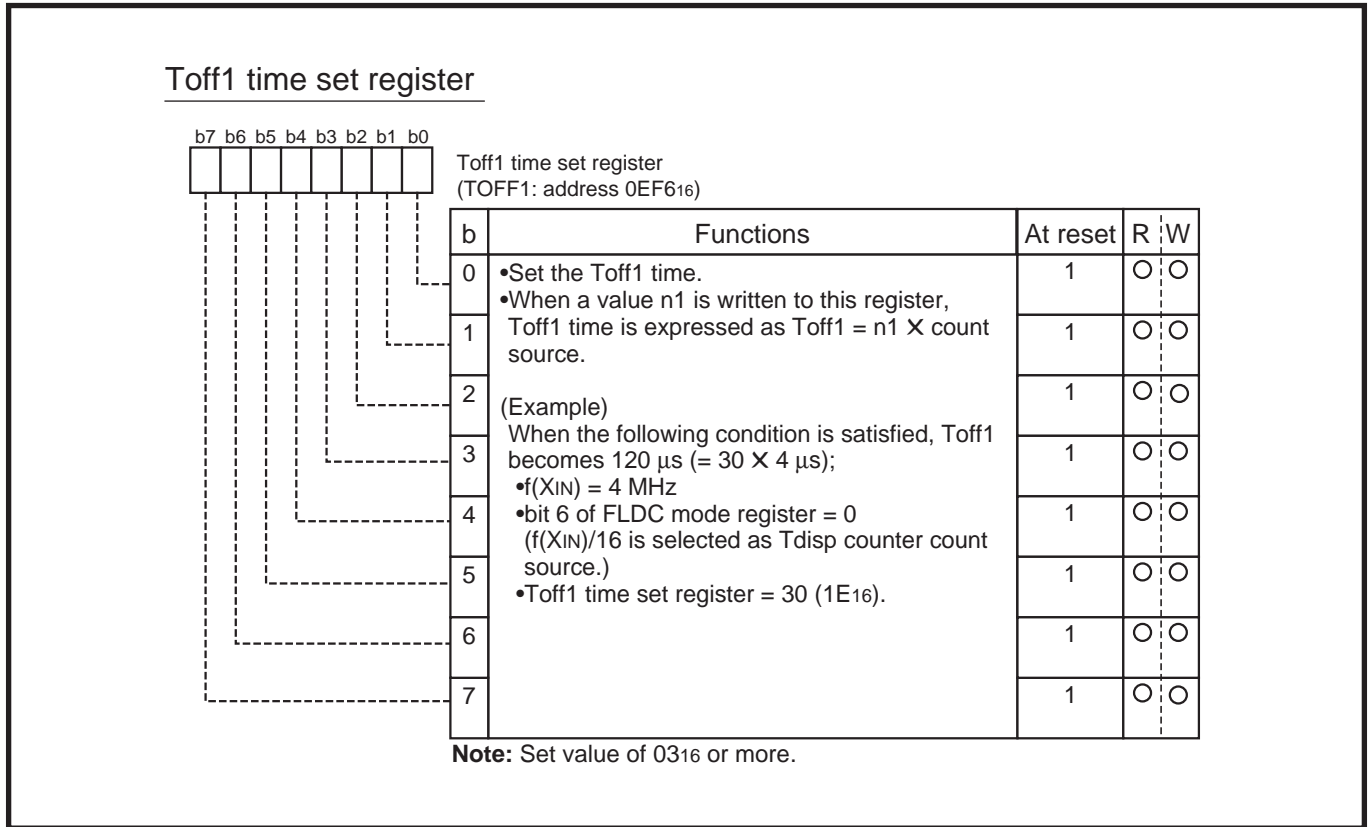 Toff1 time set register
b7 b6 b5 b4 b3 b2 b1 b0
Toff1 time set register
(TOFF1: address 0EF616)
b Functions At reset R W
0 •Set the Toff1 time. 1 ○ ○
•When a value n1 is written to this register,
1 Toff1 time is expressed as Toff1 = n1 ✕ count 1 ○ ○
source.
2 1 ○ ○
(Example)
When the following condition is satisfied, Toff1
3 becomes 120 μs (= 30 ✕ 4 μs); 1 ○ ○
•f(XIN) = 4 MHz
4 •bit 6 of FLDC mode register = 0 1 ○ ○
(f(XIN)/16 is selected as Tdisp counter count
5 source.) 1 ○ ○
•Toff1 time set register = 30 (1E16).
6 1 ○ ○
7 1 ○ ○
Note: Set value of 0316 or more.